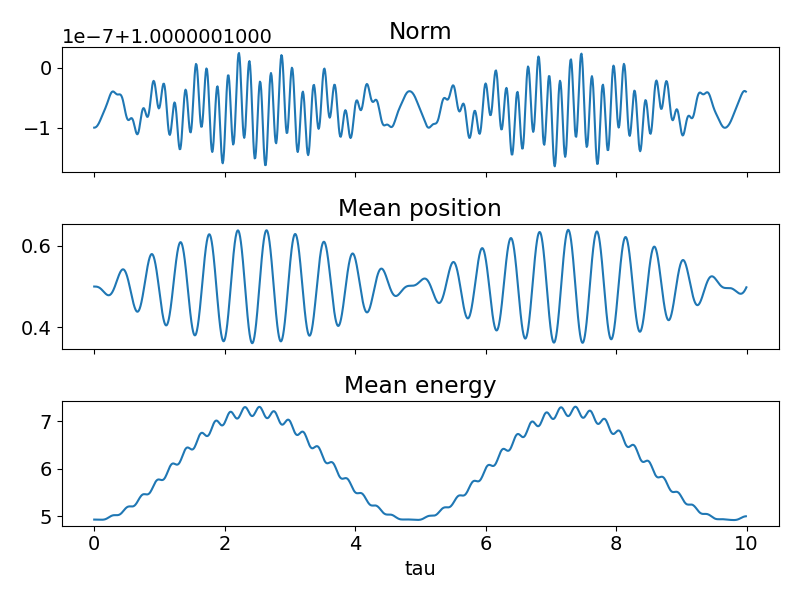 Norm
1e-7+1.0000001000
0
−1
Mean position
0.6
0.4
Mean energy
7
6
5
0 2 4 6 8 10
tau